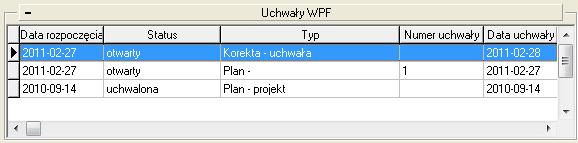 Uchwały WPF
Data rozpoczęcia Status Typ Numer uchwały Data uchwały
2011-02-27 otwarty Korekta - uchwała 2011-02-28
2011-02-27 otwarty Plan - 1 2011-02-27
2010-09-14 uchwalona Plan - projekt 2010-09-14